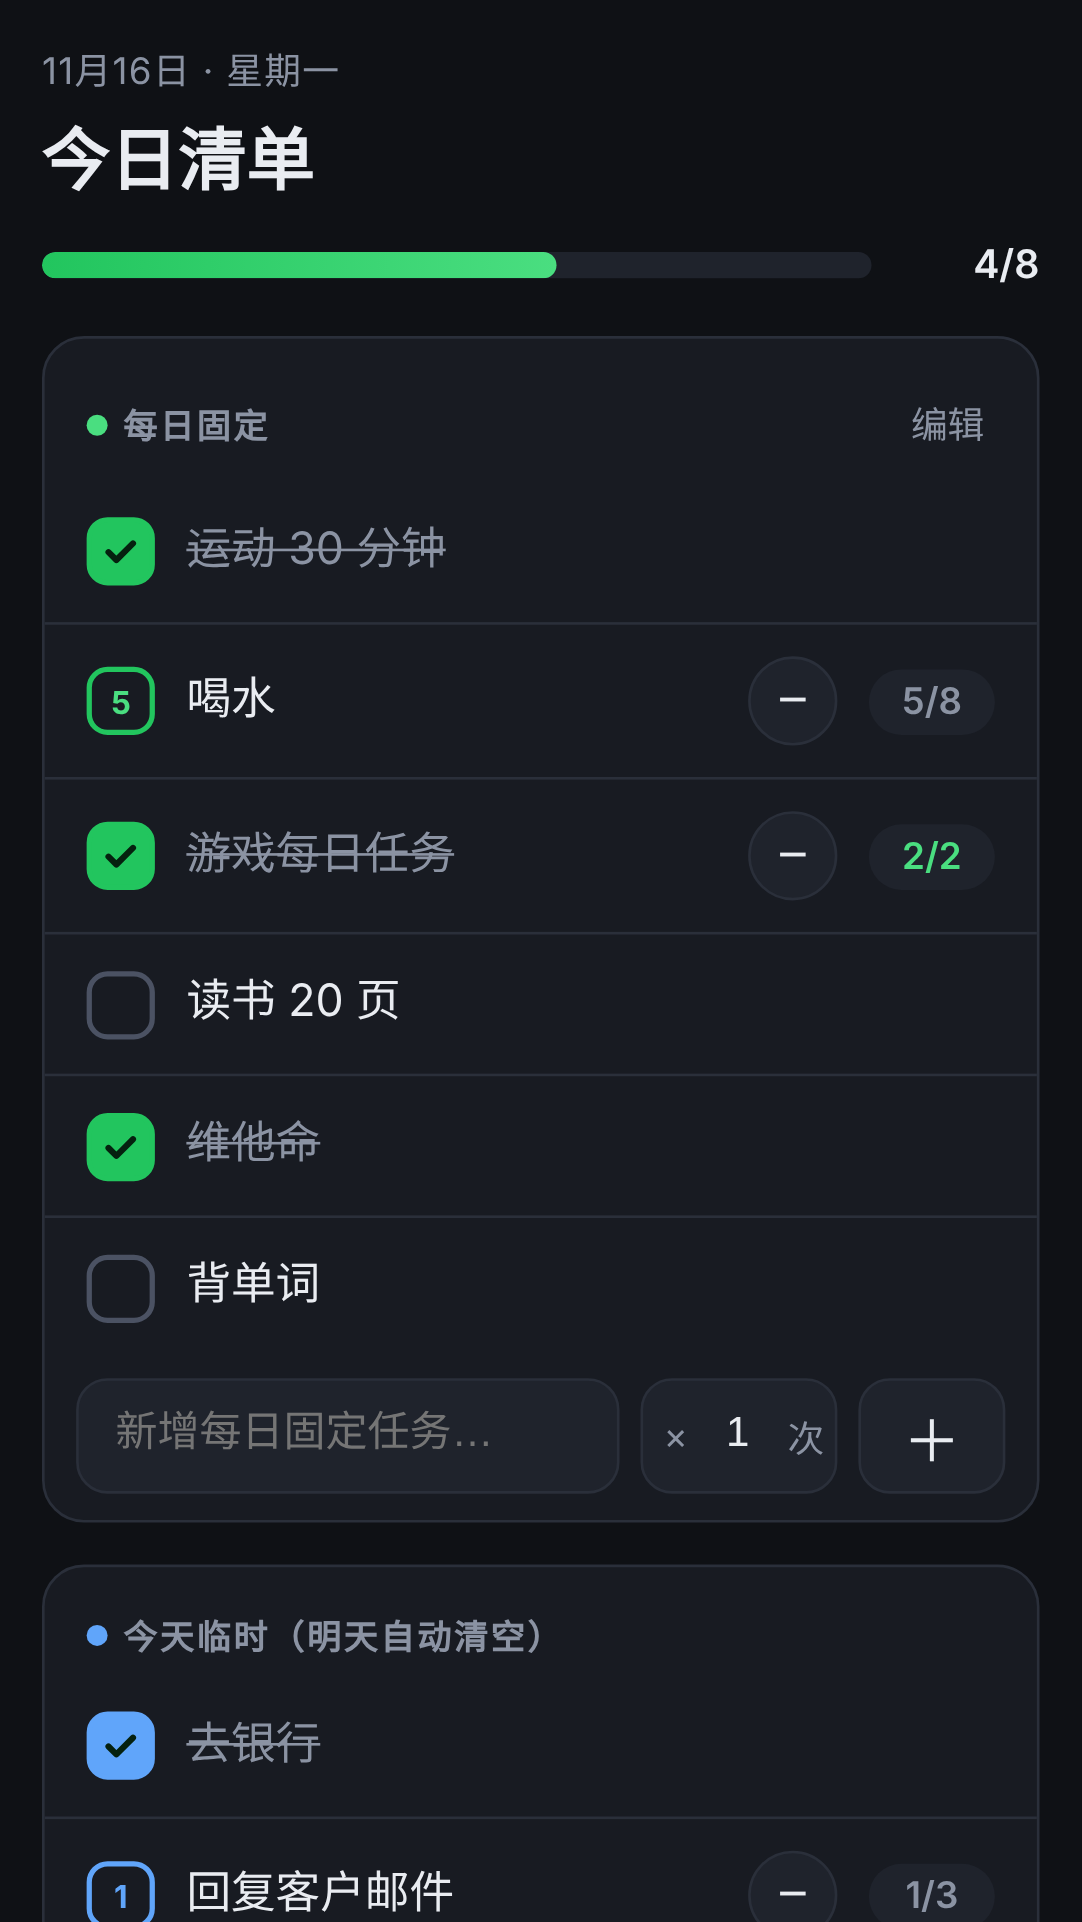 11月16日 · 星期一
今日清单
4/8
每日固定 编辑
运动 30 分钟
5 喝水 − 5/8
游戏每日任务 − 2/2
读书 20 页
维他命
背单词
新增每日固定任务… × 1 次 +
今天临时（明天自动清空）
去银行
1 回复客户邮件 − 1/3